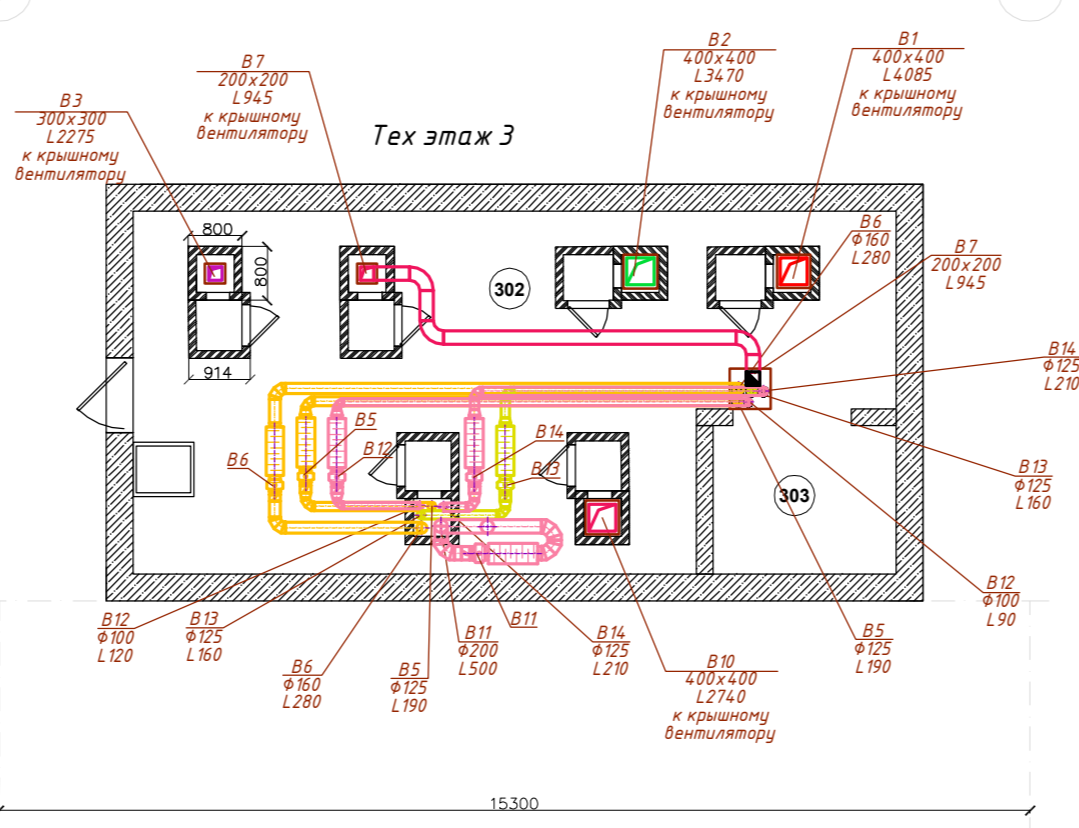 В2
400х400
L3470
к крышному
вентилятору
В1
400х400
L4085
к крышному
вентилятору
В7
200х200
L945
к крышному
вентилятору
В3
300х300
L2275
к крышному
вентилятору
Тех этаж 3
800
800
914
302
В6
ф160
L280
В7
200х200
L945
В14
ф125
L210
В5
В12
В6
В14
В13
В13
ф125
L160
303
В12
ф100
L90
В12
ф100
L120
В13
ф125
L160
В6
ф160
L280
В5
ф125
L190
В11
ф200
L500
В11
В14
ф125
L210
В10
400х400
L2740
к крышному
вентилятору
В5
ф125
L190
15300